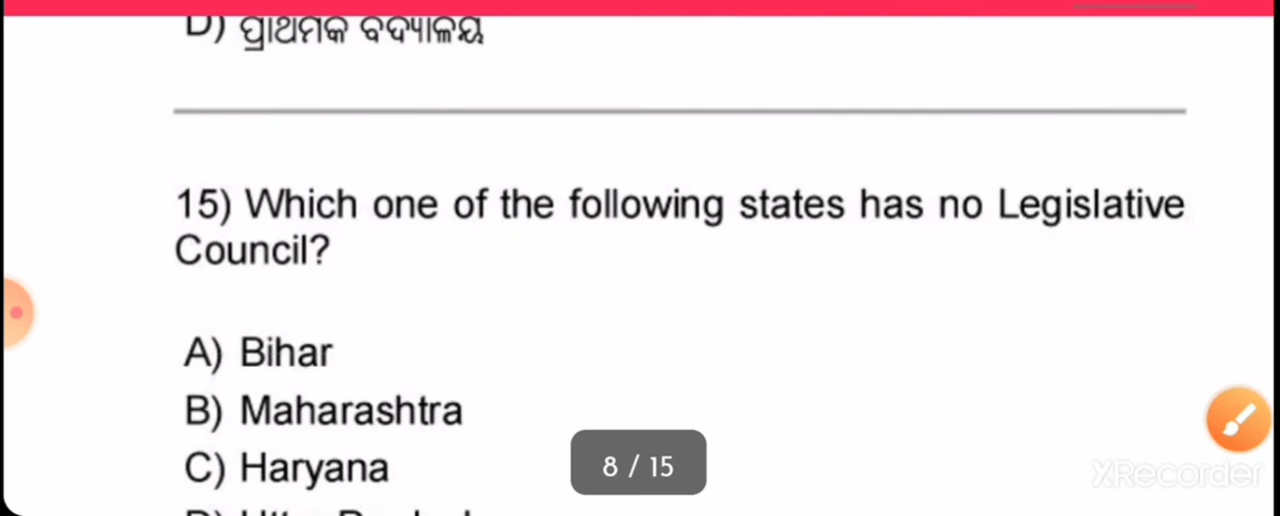 D) ପ୍ରାଥମିକ ବିଦ୍ୟାଳୟ
15) Which one of the following states has no Legislative
Council?
A) Bihar
B) Maharashtra
C) Haryana
8 / 15
XRecorder